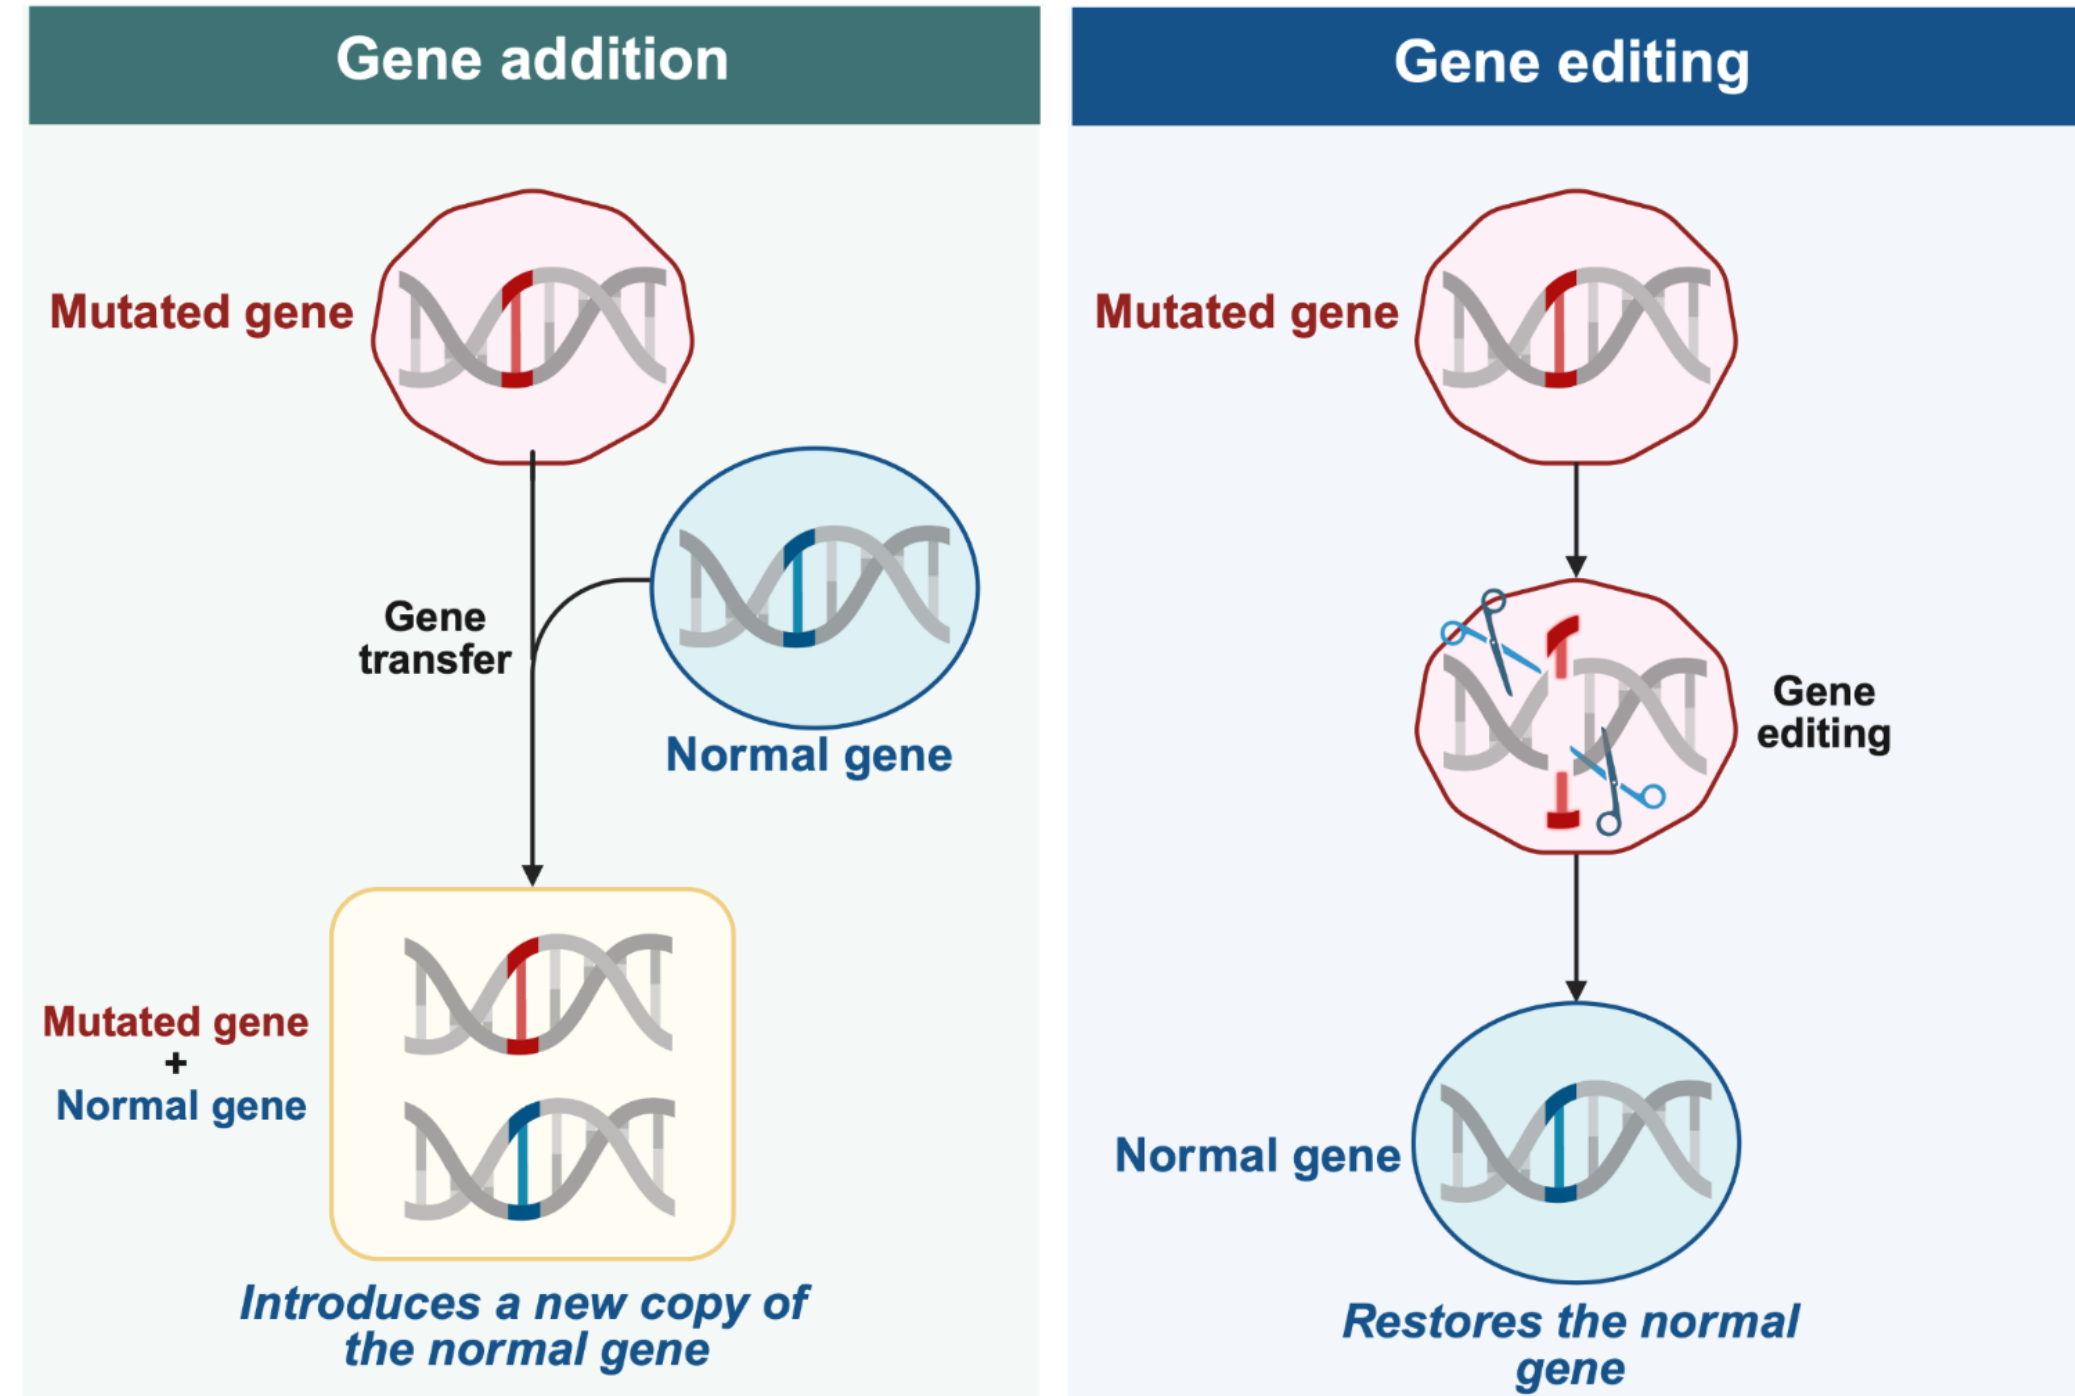 Gene addition
Mutated gene
Gene
transfer
Normal gene
Mutated gene
+
Normal gene
Introduces a new copy of
the normal gene
Gene editing
Mutated gene
Gene
editing
Normal gene
Restores the normal
gene